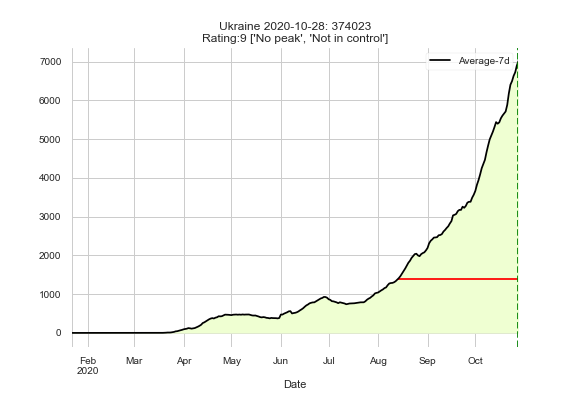 Ukraine 2020-10-28: 374023
Rating:9 ['No peak', 'Not in control']
Average-7d
7000
6000
5000
4000
3000
2000
1000
0
Feb Mar Apr May Jun Jul Aug Sep Oct
2020
Date